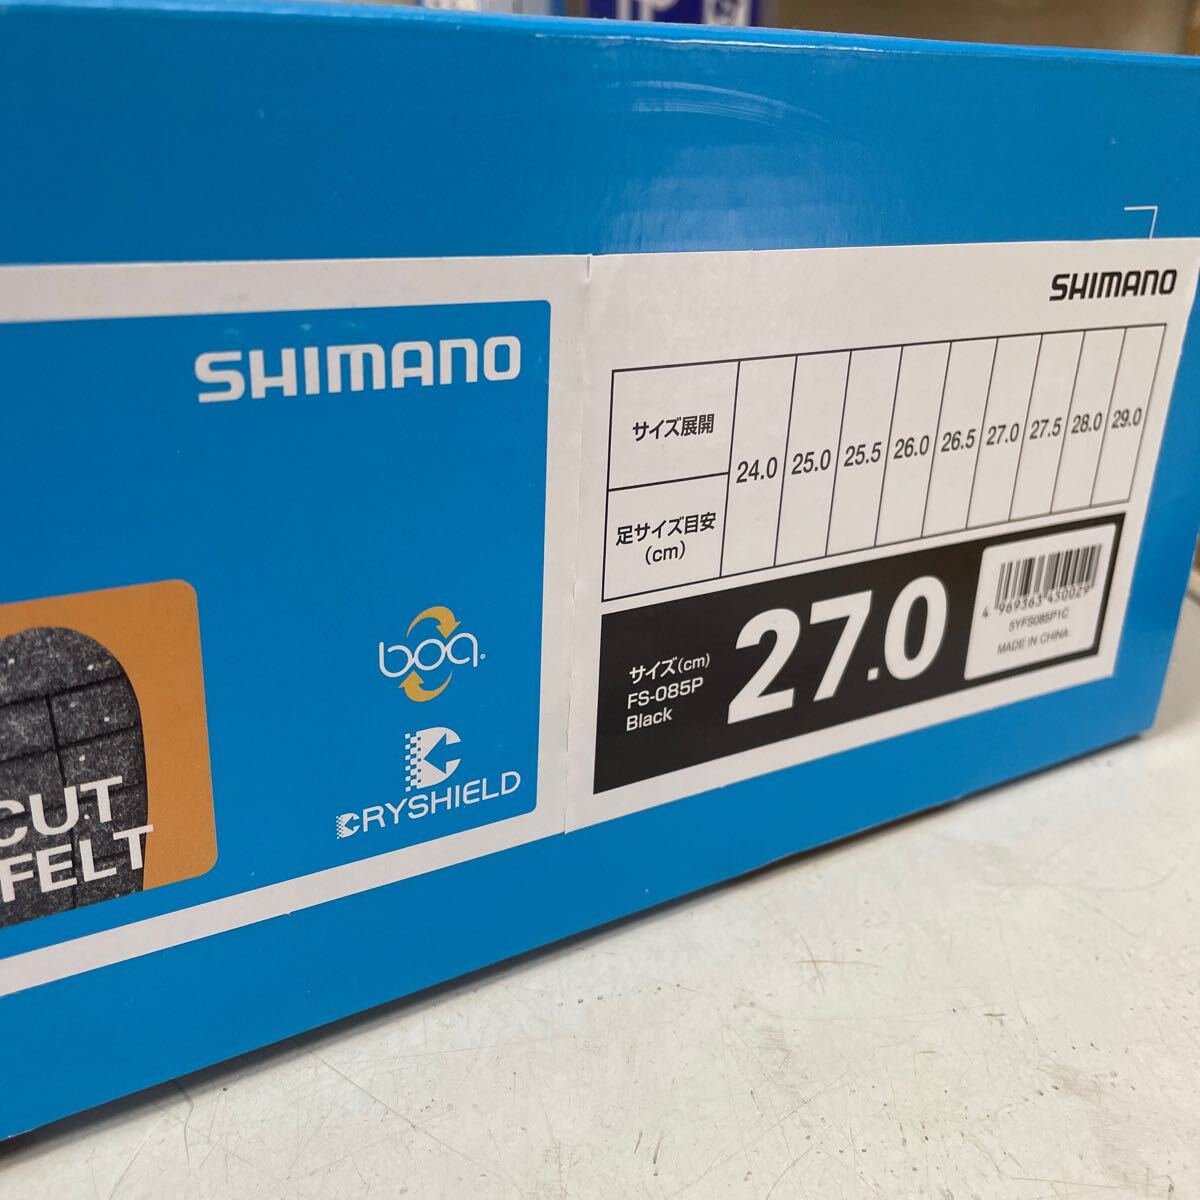 SHIMANO
boa
CRYSHIELD
CUT
FELT
SHIMANO
サイズ展開
足サイズ目安
(cm)
24.0 25.0 25.5 26.0 26.5 27.0 27.5 28.0 29.0
サイズ(cm)
FS-085P
Black
27.0
4 969363 450029
5YFS085P1C
MADE IN CHINA